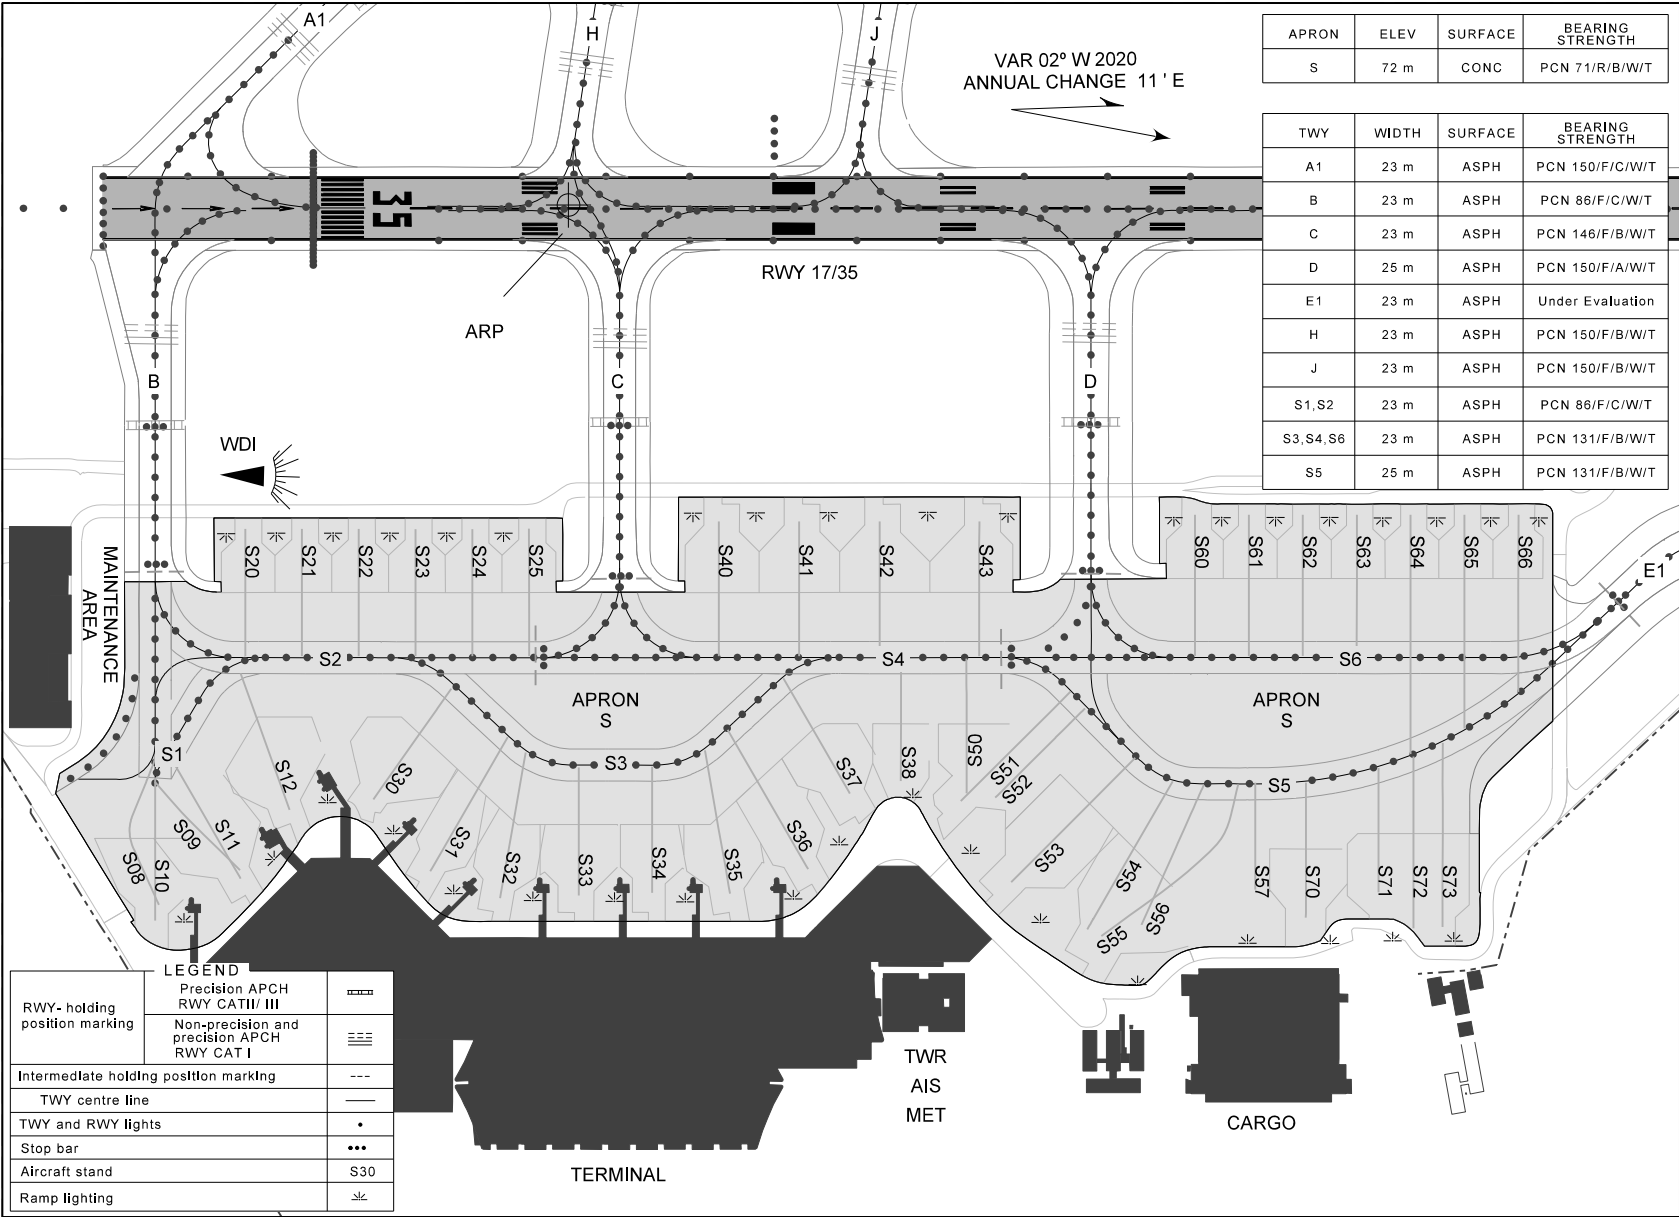 A1
H
J
VAR 02º W 2020
ANNUAL CHANGE 11 ' E
APRON ELEV SURFACE BEARING STRENGTH
S 72 m CONC PCN 71/R/B/W/T
TWY WIDTH SURFACE BEARING STRENGTH
A1 23 m ASPH PCN 150/F/C/W/T
B 23 m ASPH PCN 86/F/C/W/T
C 23 m ASPH PCN 146/F/B/W/T
D 25 m ASPH PCN 150/F/A/W/T
E1 23 m ASPH Under Evaluation
H 23 m ASPH PCN 150/F/B/W/T
J 23 m ASPH PCN 150/F/B/W/T
S1,S2 23 m ASPH PCN 86/F/C/W/T
S3,S4,S6 23 m ASPH PCN 131/F/B/W/T
S5 25 m ASPH PCN 131/F/B/W/T
35
RWY 17/35
ARP
B
C
D
WDI
MAINTENANCE
AREA
S20
S21
S22
S23
S24
S25
S40
S41
S42
S43
S60
S61
S62
S63
S64
S65
S66
E1
S2
S4
S6
APRON
S
APRON
S
S1
S3
S5
S12
S30
S37
S38
S50
S51
S52
S08
S10
S09
S11
S31
S32
S33
S34
S35
S36
S53
S54
S55
S56
S57
S70
S71
S72
S73
LEGEND
RWY- holding
position marking
Precision APCH
RWY CATII/ III
Non-precision and
precision APCH
RWY CAT I
Intermediate holding position marking
TWY centre line
TWY and RWY lights
Stop bar
Aircraft stand S30
Ramp lighting
TERMINAL
TWR
AIS
MET
CARGO